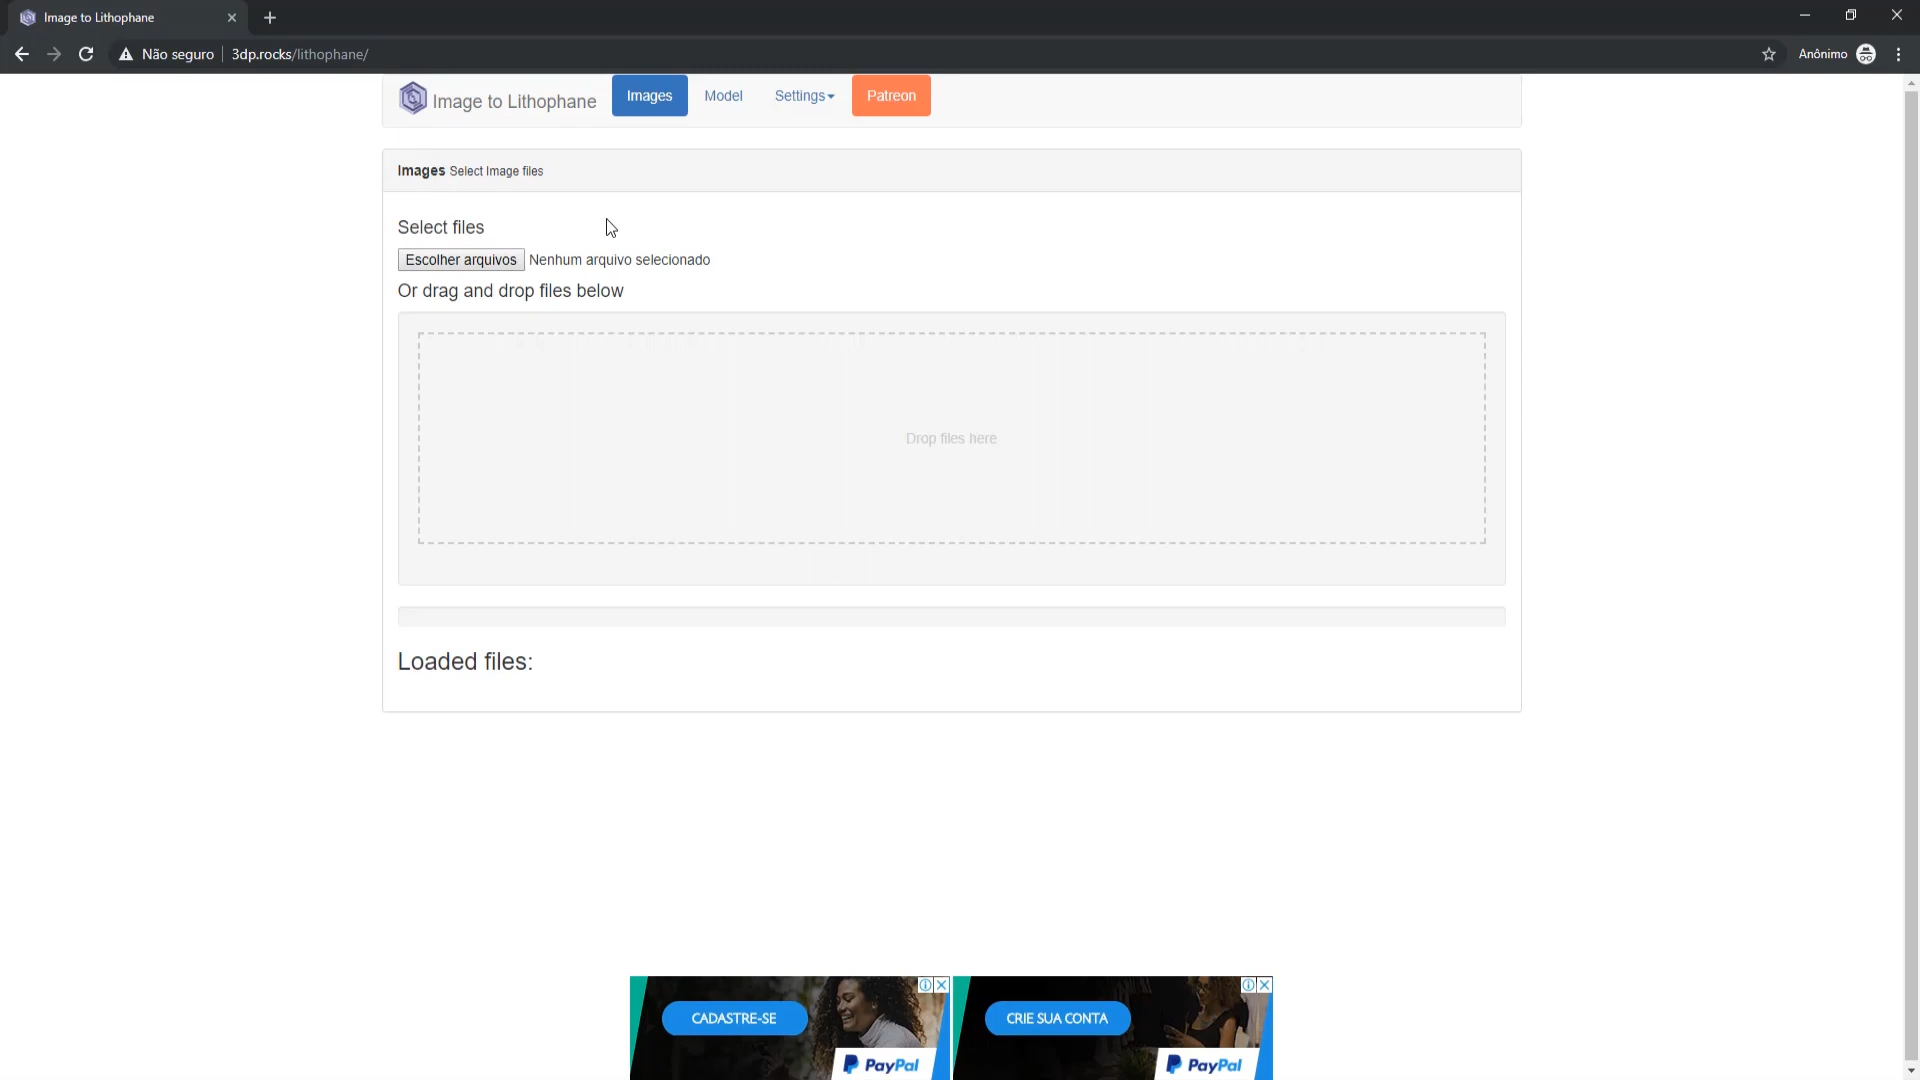 Image to Lithophane
Não seguro 3dp.rocks/lithophane/
Anônimo
Image to Lithophane Images Model Settings Patreon
Images Select Image files
Select files
Escolher arquivos Nenhum arquivo selecionado
Or drag and drop files below
Drop files here
Loaded files:
CADASTRE-SE
PayPal
CRIE SUA CONTA
PayPal